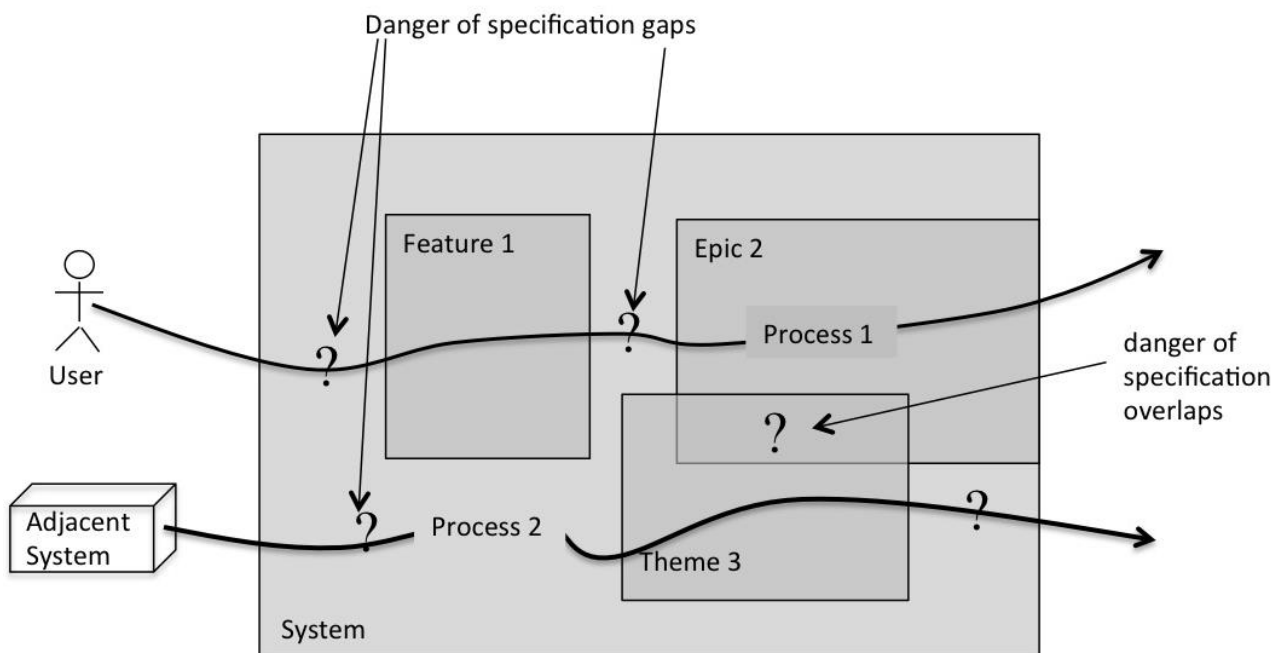 Danger of specification gaps
Feature 1
Epic 2
?
Process 1
User
?
danger of
specification
overlaps
?
Adjacent
System
?
Process 2
?
Theme 3
System